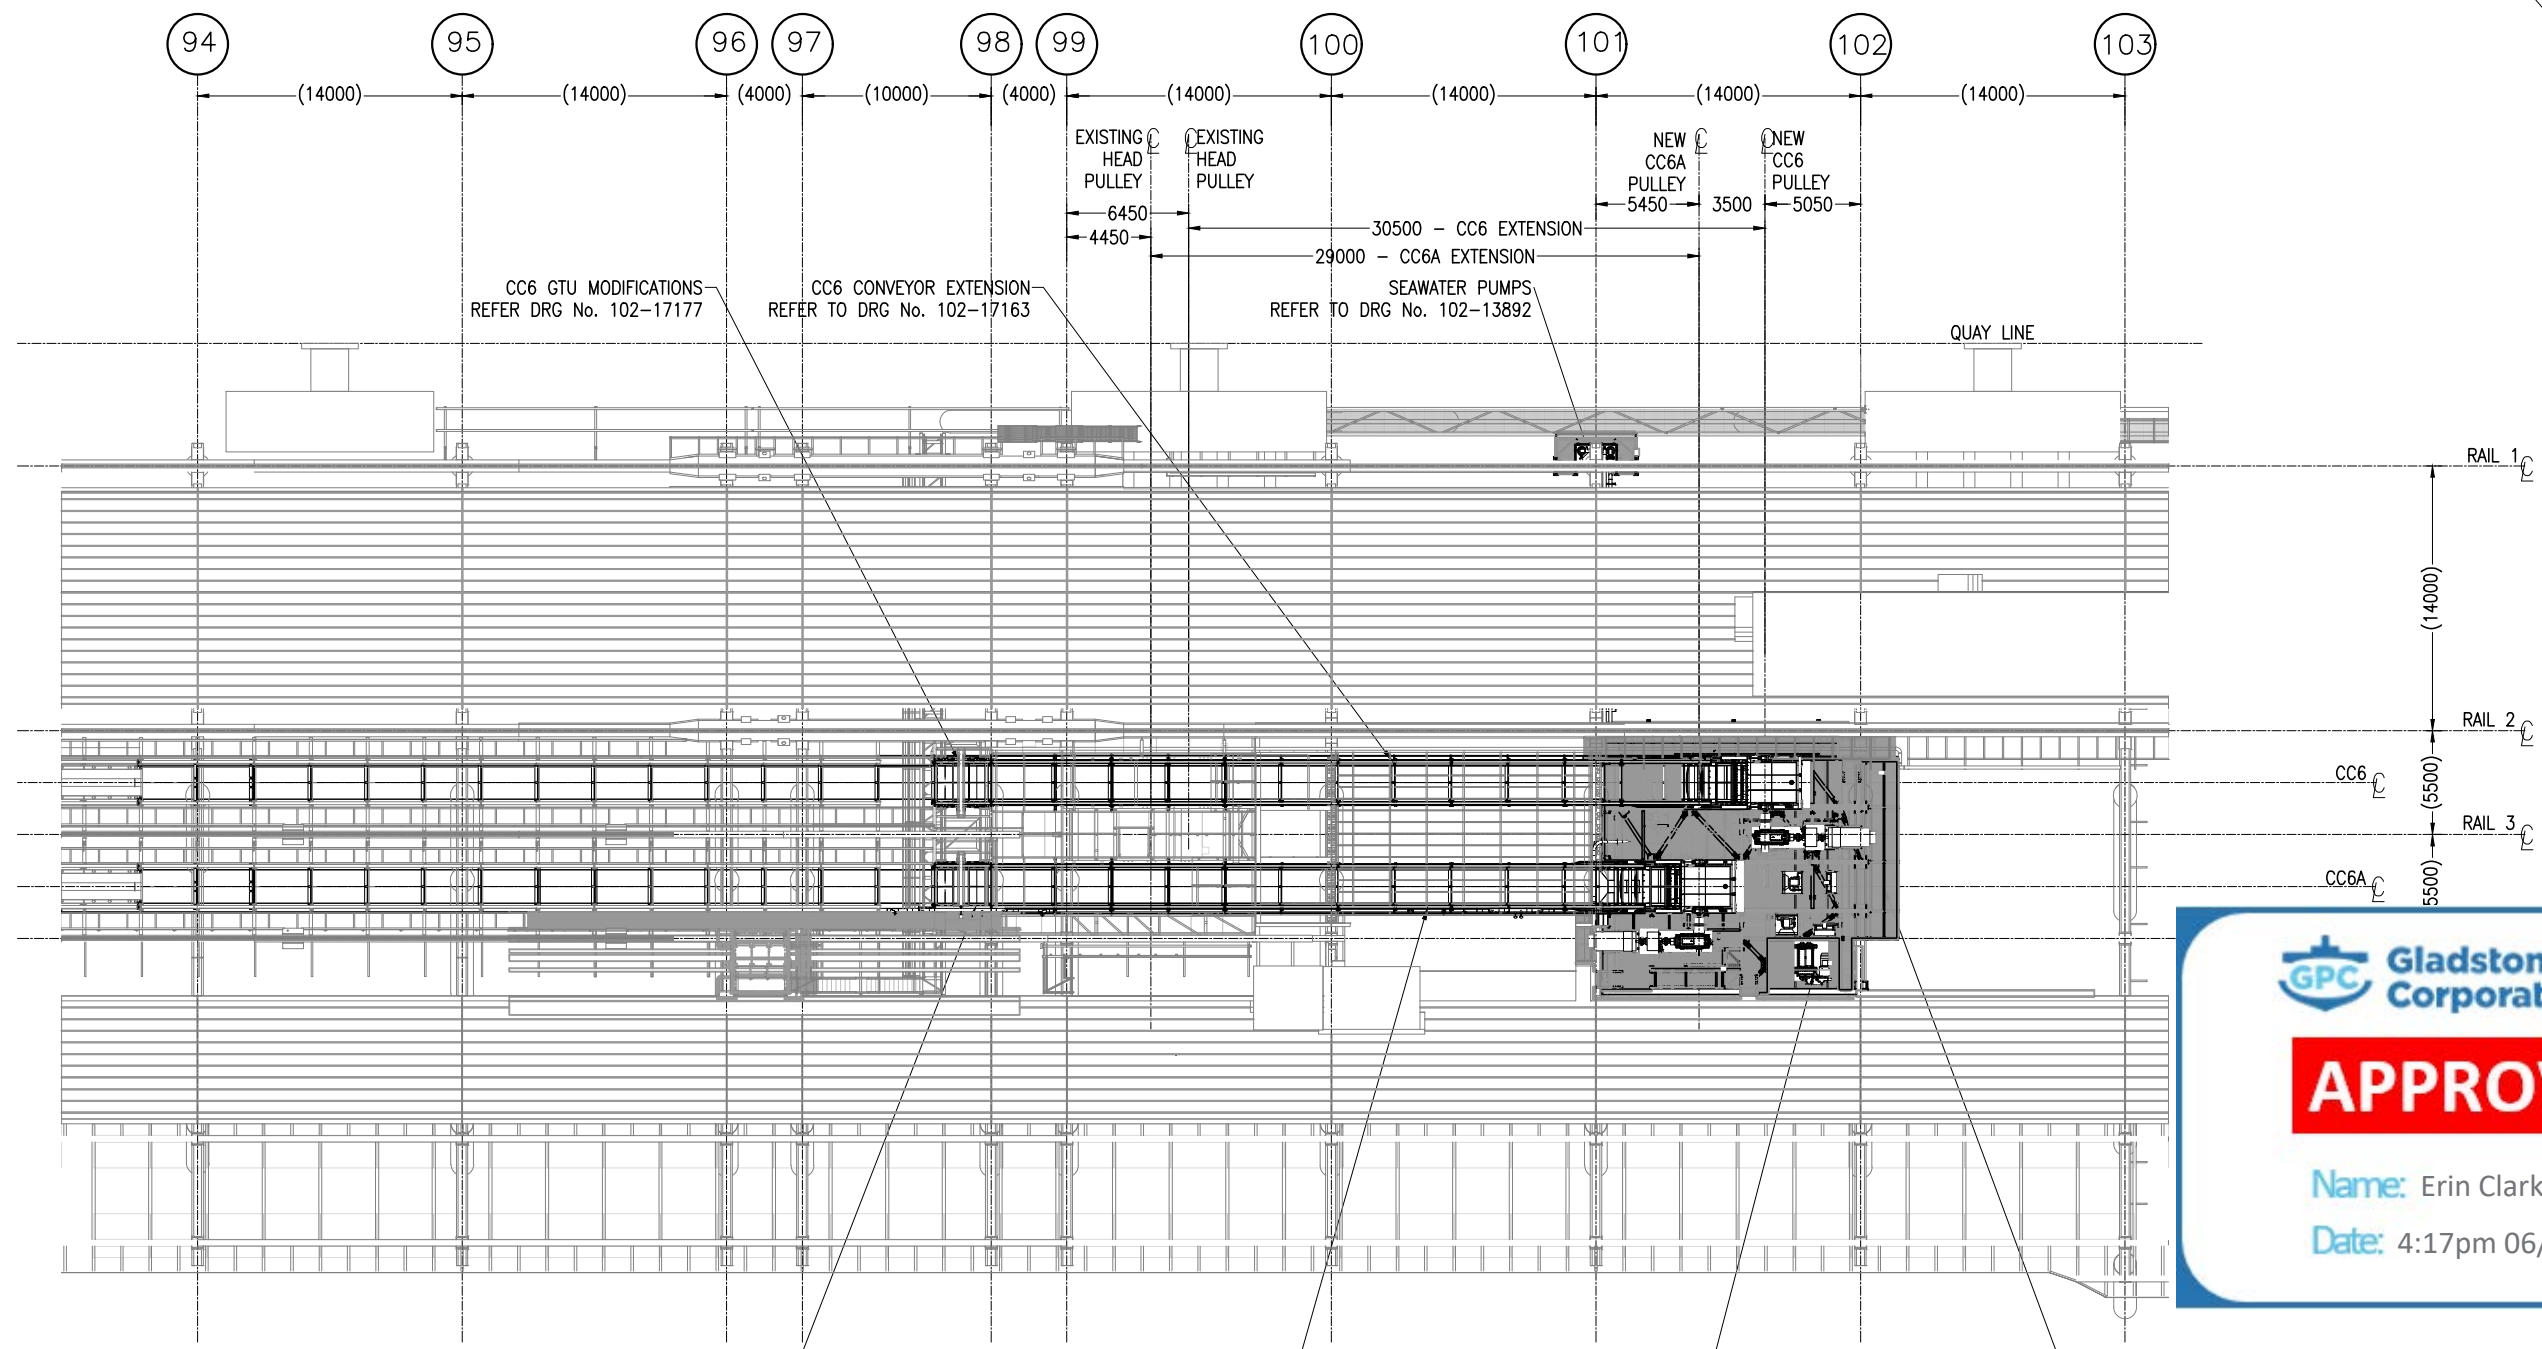 94 95 96 97 98 99 100 101 102 103
(14000) (14000) (4000) (10000) (4000) (14000) (14000) (14000) (14000)
EXISTING
HEAD
PULLEY
EXISTING
HEAD
PULLEY
NEW
CC6A
PULLEY
NEW
CC6
PULLEY
6450
4450
5450 3500 5050
30500 - CC6 EXTENSION
29000 - CC6A EXTENSION
CC6 GTU MODIFICATIONS
REFER DRG No. 102-17177
CC6 CONVEYOR EXTENSION
REFER TO DRG No. 102-17163
SEAWATER PUMPS
REFER TO DRG No. 102-13892
QUAY LINE
RAIL 1
(14000)
RAIL 2
CC6
(5500)
RAIL 3
CC6A
5500)
GPC
Gladston
Corporat
APPROV
Name: Erin Clark
Date: 4:17pm 06/